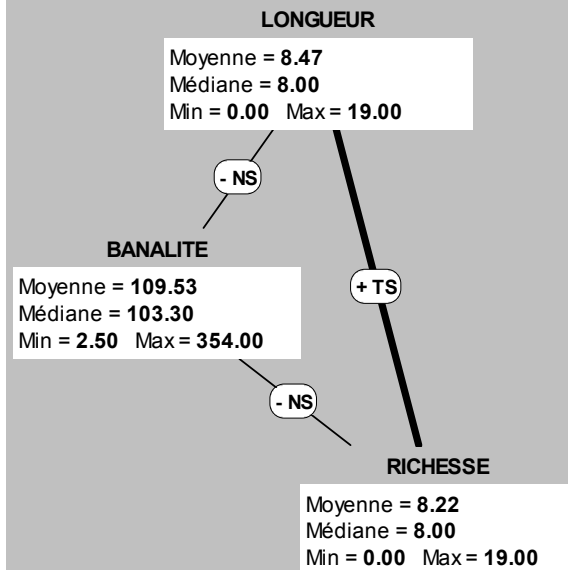 LONGUEUR
Moyenne = 8.47
Médiane = 8.00
Min = 0.00 Max = 19.00
- NS
BANALITE
Moyenne = 109.53
Médiane = 103.30
Min = 2.50 Max = 354.00
+ TS
- NS
RICHESSE
Moyenne = 8.22
Médiane = 8.00
Min = 0.00 Max = 19.00